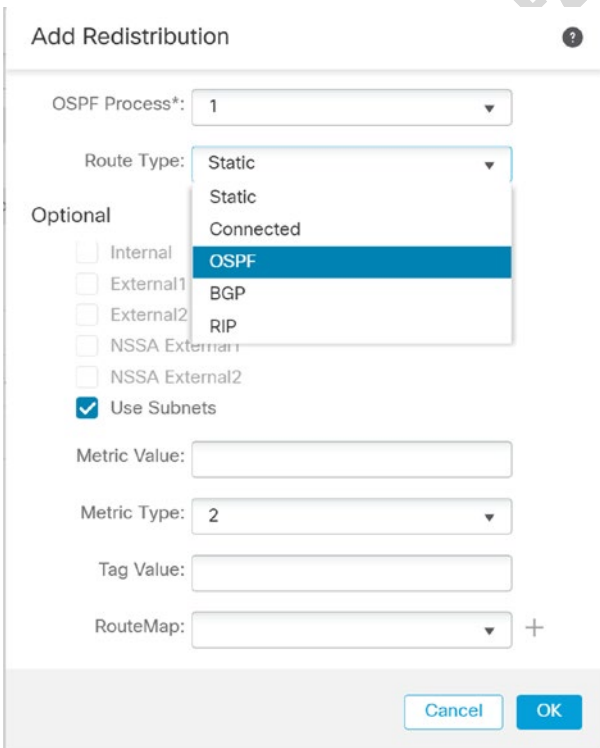 Add Redistribution
?
OSPF Process*: 1
Route Type: Static
Static
Connected
OSPF
BGP
RIP
Optional
Internal
External1
External2
NSSA External1
NSSA External2
Use Subnets
Metric Value:
Metric Type: 2
Tag Value:
RouteMap:
Cancel OK